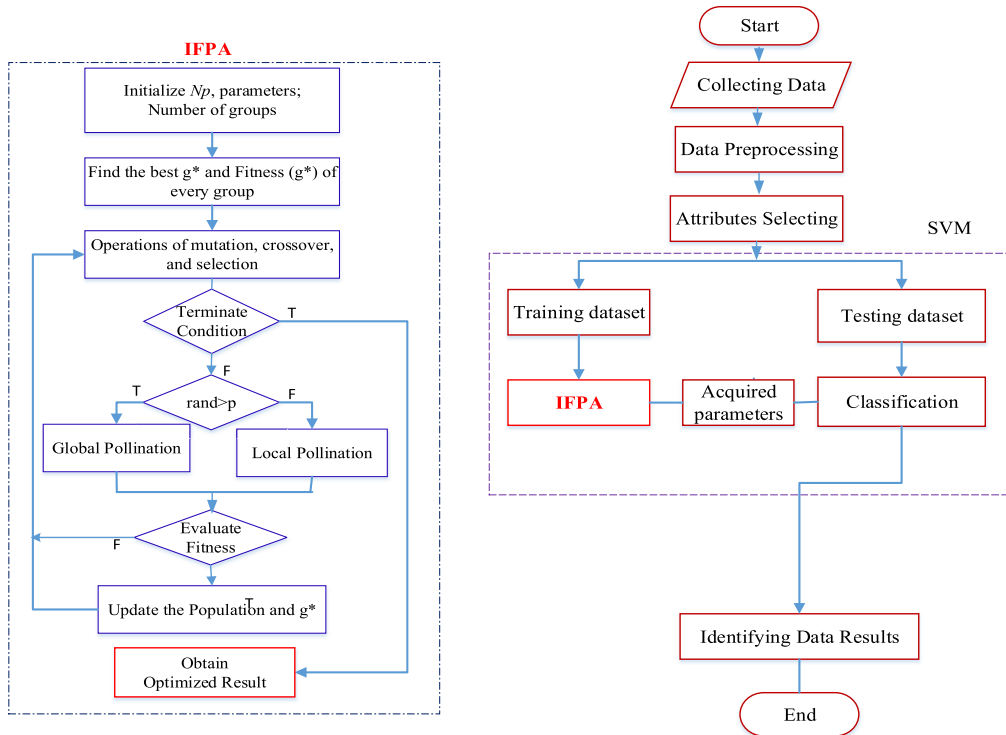 IFPA
Initialize Np, parameters;
Number of groups
Find the best g* and Fitness (g*) of
every group
Operations of mutation, crossover,
and selection
Terminate
Condition
T
F
rand>p
T
F
Global Pollination
Local Pollination
Evaluate
Fitness
F
T
Update the Population and g*
Obtain
Optimized Result
Start
Collecting Data
Data Preprocessing
Attributes Selecting
SVM
Training dataset
Testing dataset
IFPA
Acquired
parameters
Classification
Identifying Data Results
End